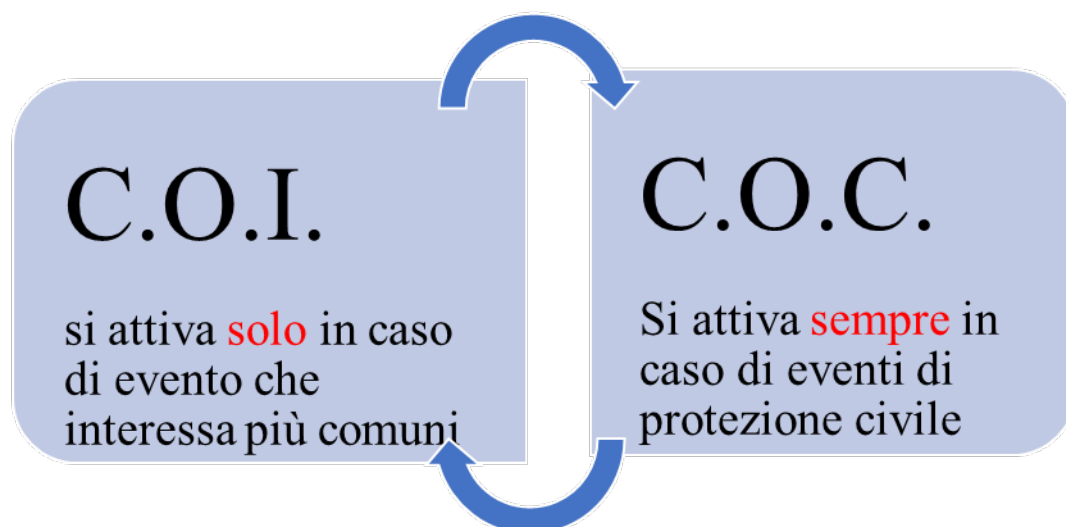 C.O.I.
si attiva solo in caso
di evento che
interessa più comuni
C.O.C.
Si attiva sempre in
caso di eventi di
protezione civile